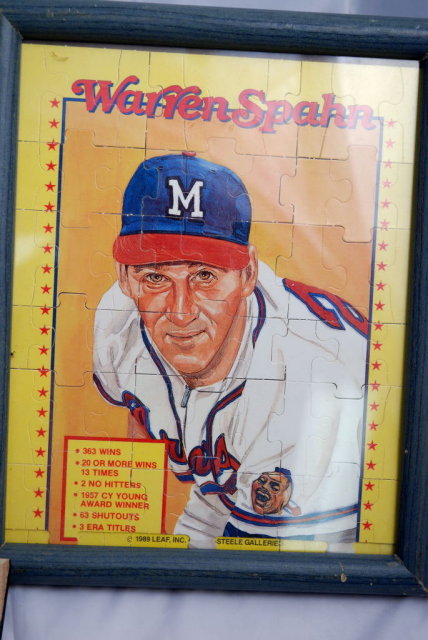 Warren Spahn
M
• 363 WINS
• 20 OR MORE WINS
13 TIMES
• 2 NO HITTERS
• 1957 CY YOUNG
AWARD WINNER
• 63 SHUTOUTS
• 3 ERA TITLES
© 1989 LEAF, INC.
STEELE GALLERIES